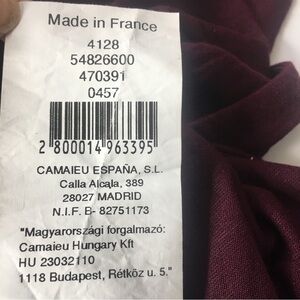 Made in France
4128
54826600
470391
0457
2 800014 963395
CAMAIEU ESPAÑA, S.L.
Calla Alcala, 389
28027 MADRID
N.I.F. B- 82751173
"Magyarországi forgalmazó:
Camaieu Hungary Kft
HU 23032110
1118 Budapest, Rétköz u. 5."